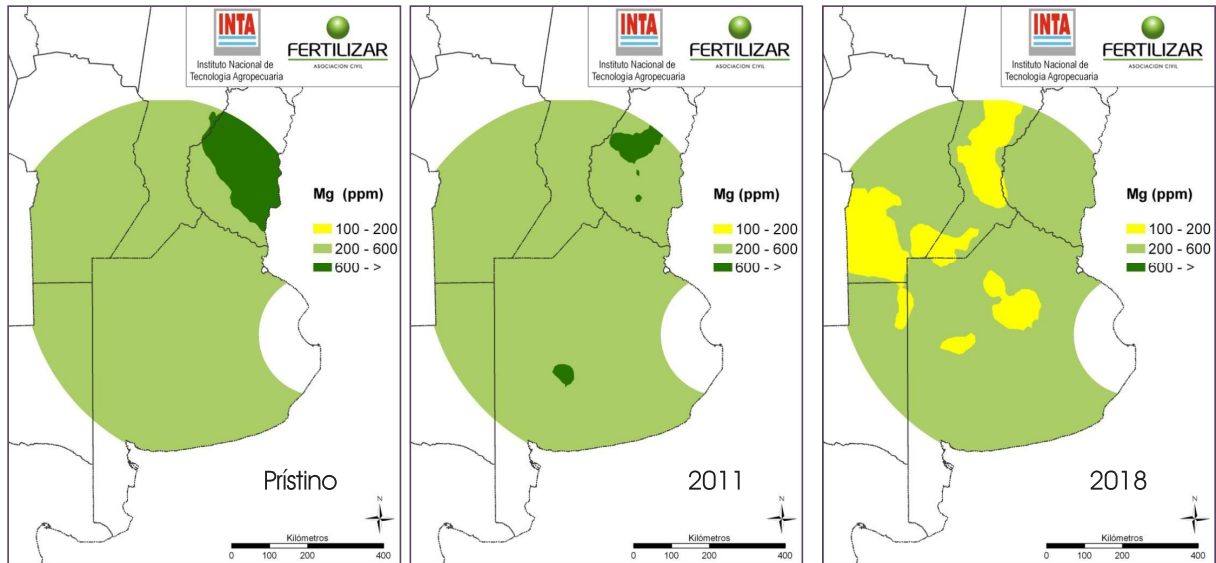 INTA
Instituto Nacional de
Tecnología Agropecuaria
FERTILIZAR
ASOCIACION CIVIL
Mg (ppm)
100 - 200
200 - 600
600 - >
Prístino
N
Kilómetros
0 100 200 400
INTA
Instituto Nacional de
Tecnología Agropecuaria
FERTILIZAR
ASOCIACION CIVIL
Mg (ppm)
100 - 200
200 - 600
600 - >
2011
N
Kilómetros
0 100 200 400
INTA
Instituto Nacional de
Tecnología Agropecuaria
FERTILIZAR
ASOCIACION CIVIL
Mg (ppm)
100 - 200
200 - 600
600 - >
2018
N
Kilómetros
0 100 200 400